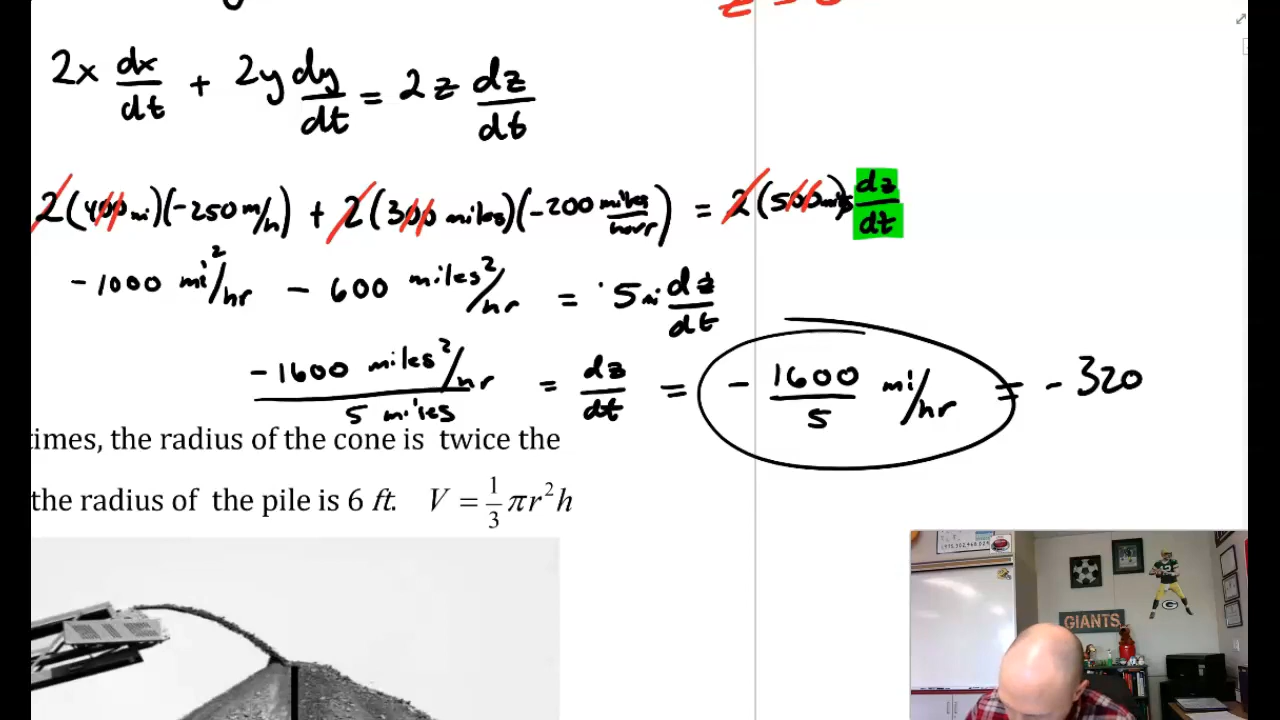 2x dx/dt + 2y dy/dt = 2z dz/dt
2(400 mi)(-250 m/h) + 2(300 miles)(-200 miles/hour) = 2(500 miles) dz/dt
-1000 mi²/hr - 600 miles²/hr = 5 mi dz/dt
-1600 miles²/hr / 5 miles = dz/dt = -1600/5 mi/hr = -320
times, the radius of the cone is twice the
the radius of the pile is 6 ft. V = 1/3 πr²h
GIANTS
G